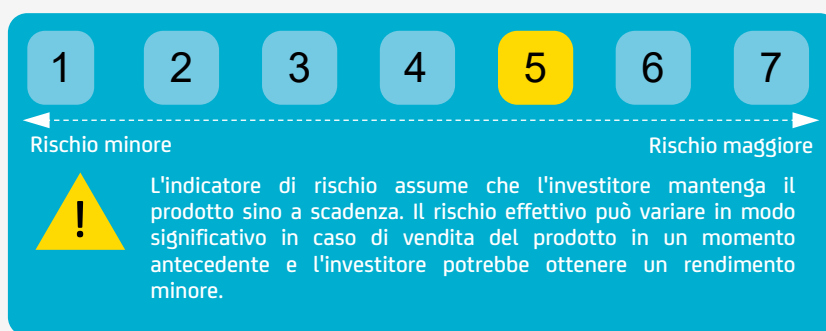 1 2 3 4 5 6 7
Rischio minore Rischio maggiore
! L'indicatore di rischio assume che l'investitore mantenga il
prodotto sino a scadenza. Il rischio effettivo può variare in modo
significativo in caso di vendita del prodotto in un momento
antecedente e l'investitore potrebbe ottenere un rendimento
minore.